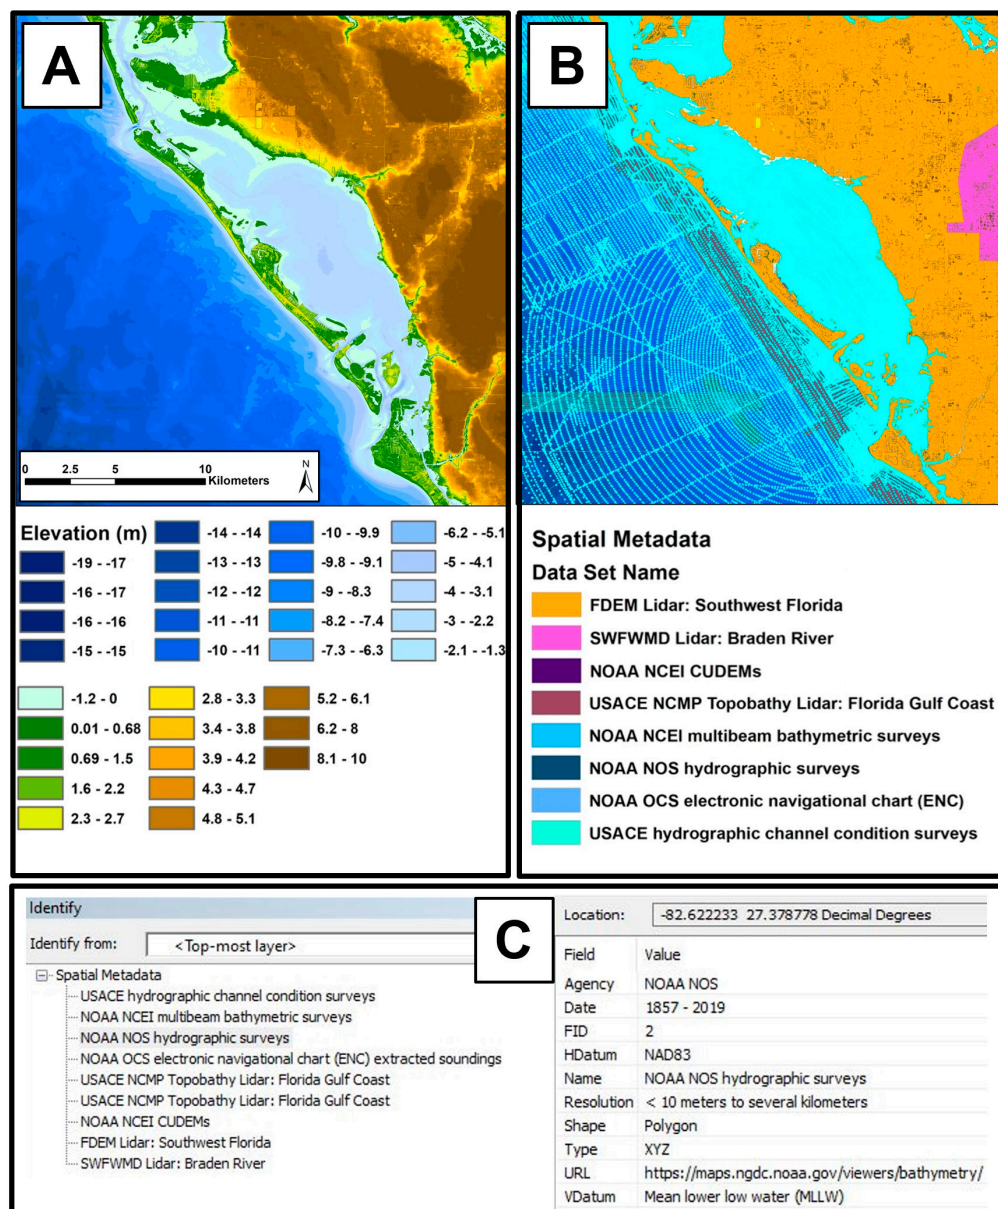 A
0 2.5 5 10
Kilometers
N
Elevation (m)
-19 - -17
-16 - -17
-16 - -16
-15 - -15
-14 - -14
-13 - -13
-12 - -12
-11 - -11
-10 - -11
-10 - -9.9
-9.8 - -9.1
-9 - -8.3
-8.2 - -7.4
-7.3 - -6.3
-6.2 - -5.1
-5 - -4.1
-4 - -3.1
-3 - -2.2
-2.1 - -1.3
-1.2 - 0
0.01 - 0.68
0.69 - 1.5
1.6 - 2.2
2.3 - 2.7
2.8 - 3.3
3.4 - 3.8
3.9 - 4.2
4.3 - 4.7
4.8 - 5.1
5.2 - 6.1
6.2 - 8
8.1 - 10
B
Spatial Metadata
Data Set Name
FDEM Lidar: Southwest Florida
SWFWMD Lidar: Braden River
NOAA NCEI CUDEMs
USACE NCMP Topobathy Lidar: Florida Gulf Coast
NOAA NCEI multibeam bathymetric surveys
NOAA NOS hydrographic surveys
NOAA OCS electronic navigational chart (ENC)
USACE hydrographic channel condition surveys
C
Identify
Identify from: <Top-most layer>
Spatial Metadata
USACE hydrographic channel condition surveys
NOAA NCEI multibeam bathymetric surveys
NOAA NOS hydrographic surveys
NOAA OCS electronic navigational chart (ENC) extracted soundings
USACE NCMP Topobathy Lidar: Florida Gulf Coast
USACE NCMP Topobathy Lidar: Florida Gulf Coast
NOAA NCEI CUDEMs
FDEM Lidar: Southwest Florida
SWFWMD Lidar: Braden River
Location: -82.622233 27.378778 Decimal Degrees
Field Value
Agency NOAA NOS
Date 1857 - 2019
FID 2
HDatum NAD83
Name NOAA NOS hydrographic surveys
Resolution < 10 meters to several kilometers
Shape Polygon
Type XYZ
URL https://maps.ngdc.noaa.gov/viewers/bathymetry/
VDatum Mean lower low water (MLLW)